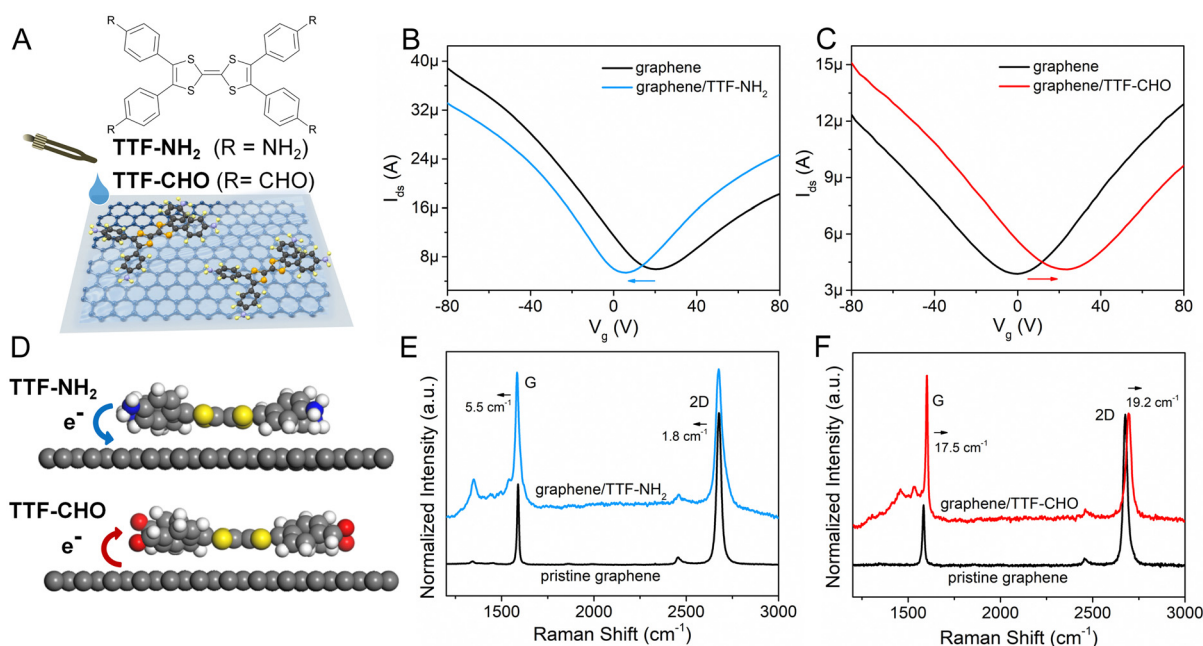 A
R
R
S
S
S
S
R
R
TTF-NH₂ (R = NH₂)
TTF-CHO (R= CHO)
B
40μ
32μ
24μ
16μ
8μ
-80
-40
0
40
80
I_ds (A)
V_g (V)
graphene
graphene/TTF-NH₂
C
15μ
12μ
9μ
6μ
3μ
-80
-40
0
40
80
I_ds (A)
V_g (V)
graphene
graphene/TTF-CHO
D
TTF-NH₂
e⁻
TTF-CHO
e⁻
E
Normalized Intensity (a.u.)
G
5.5 cm⁻¹
2D
1.8 cm⁻¹
graphene/TTF-NH₂
pristine graphene
1500
2000
2500
3000
Raman Shift (cm⁻¹)
F
Normalized Intensity (a.u.)
G
17.5 cm⁻¹
19.2 cm⁻¹
2D
graphene/TTF-CHO
pristine graphene
1500
2000
2500
3000
Raman Shift (cm⁻¹)